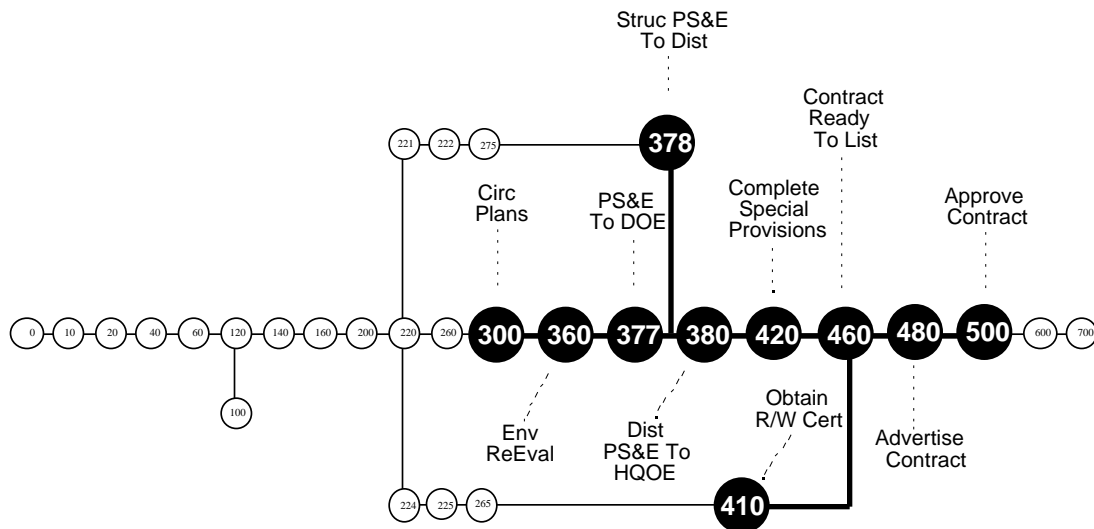 Struc PS&E
To Dist
Contract
Ready
To List
221
222
275
378
Circ
Plans
PS&E
To DOE
Complete
Special
Provisions
Approve
Contract
0
10
20
40
60
120
140
160
200
220
260
300
360
377
380
420
460
480
500
600
700
100
Env
ReEval
Dist
PS&E To
HQOE
Obtain
R/W Cert
Advertise
Contract
224
225
265
410